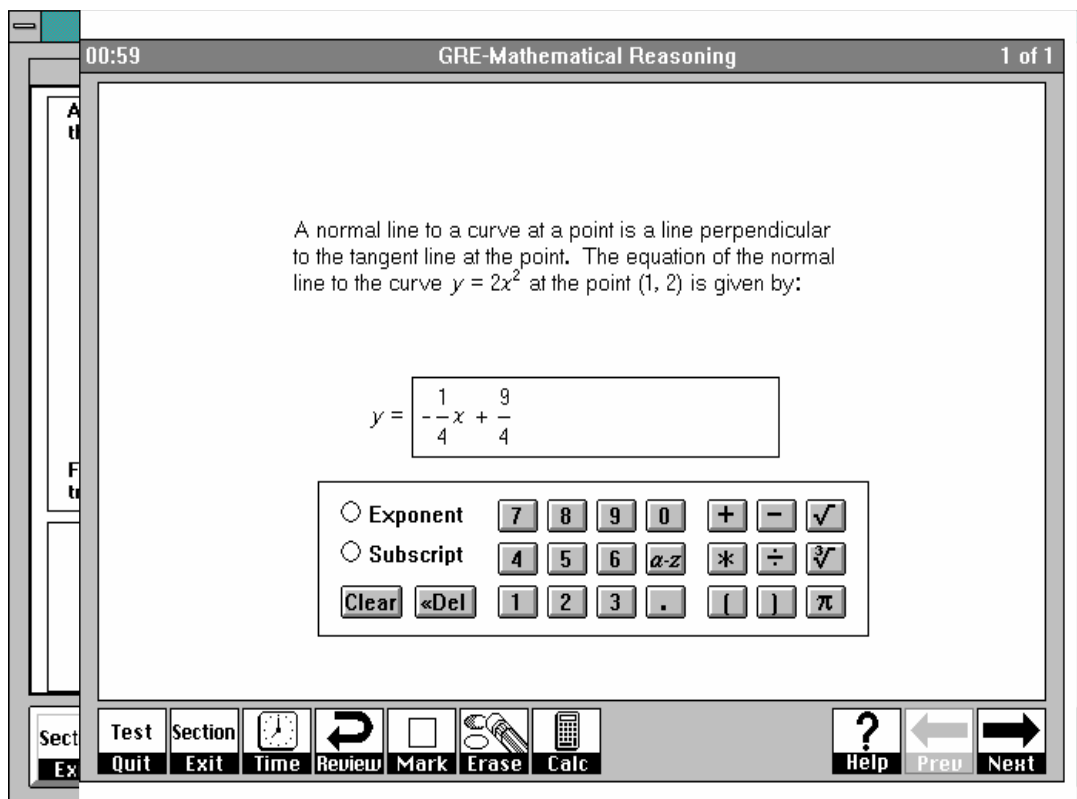 00:59 GRE-Mathematical Reasoning 1 of 1
A normal line to a curve at a point is a line perpendicular
to the tangent line at the point. The equation of the normal
line to the curve y = 2x² at the point (1, 2) is given by:
y = -1/4 x + 9/4
Exponent 7 8 9 0 + − √
Subscript 4 5 6 a-z * ÷ ∛
Clear «Del 1 2 3 . ( ) π
Test Section ?
Quit Exit Time Review Mark Erase Calc Help Prev Next